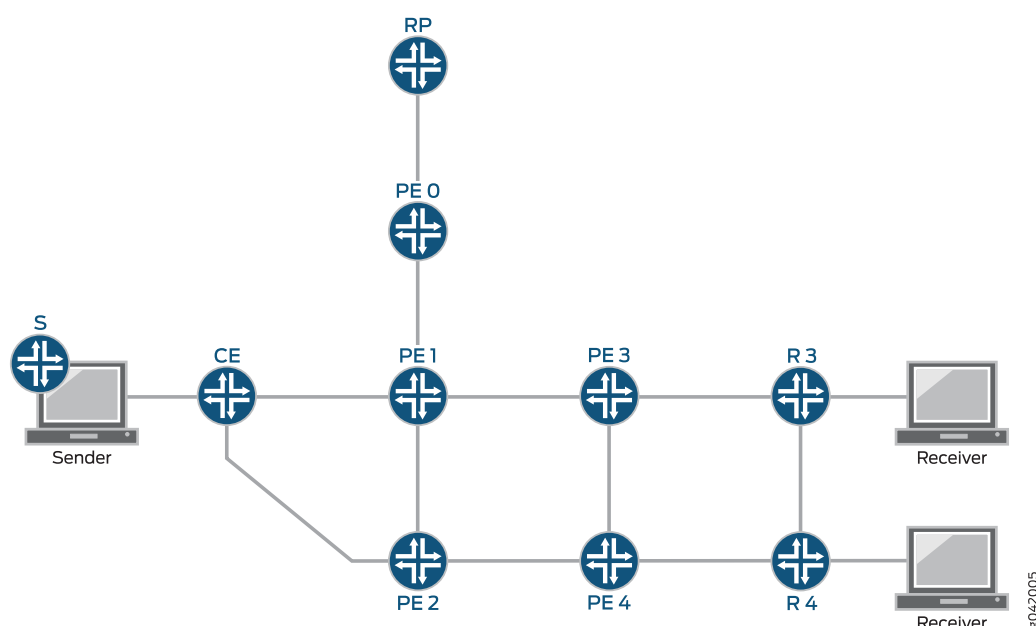 RP
PE 0
S
CE
PE 1
PE 3
R 3
Sender
Receiver
PE 2
PE 4
R 4
Receiver
g042005